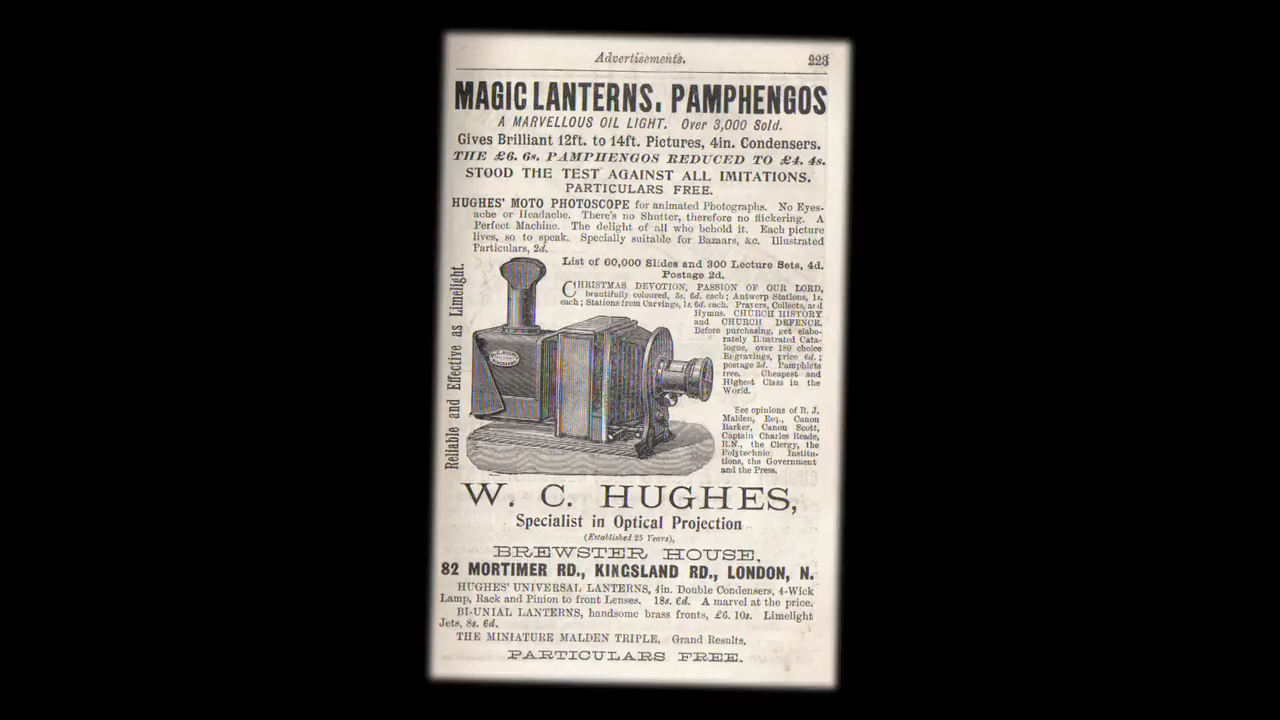 Advertisements. 223
MAGIC LANTERNS. PAMPHENGOS
A MARVELLOUS OIL LIGHT. Over 3,000 Sold.
Gives Brilliant 12ft. to 14ft. Pictures, 4in. Condensers.
THE £6. 6s. PAMPHENGOS REDUCED TO £4. 4s.
STOOD THE TEST AGAINST ALL IMITATIONS.
PARTICULARS FREE.
HUGHES' MOTO PHOTOSCOPE for animated Photographs. No Eyes-
ache or Headache. There's no Shutter, therefore no flickering. A
Perfect Machine. The delight of all who behold it. Each picture
lives, so to speak. Specially suitable for Bazaars, &c. Illustrated
Particulars, 2d.
Reliable and Effective as Limelight.
List of 60,000 Slides and 300 Lecture Sets, 4d.
Postage 2d.
CHRISTMAS DEVOTION, PASSION OF OUR LORD,
beautifully coloured, 3s. 6d. each; Antwerp Stations, 1s.
each; Stations from Carvings, 1s. 6d. each. Prayers, Collects, and
Hymns. CHURCH HISTORY
and CHURCH DEFENCE.
Before purchasing, get elabo-
rately Illustrated Cata-
logue, over 180 choice
Engravings, price 6d.;
postage 3d. Pamphlets
free. Cheapest and
Highest Class in the
World.
See opinions of B. J.
Malden, Esq., Canon
Barker, Canon Scott,
Captain Charles Reade,
R.N., the Clergy, the
Polytechnic Institu-
tions, the Government
and the Press.
W. C. HUGHES,
Specialist in Optical Projection
(Established 25 Years),
BREWSTER HOUSE,
82 MORTIMER RD., KINGSLAND RD., LONDON, N.
HUGHES' UNIVERSAL LANTERNS, 4in. Double Condensers, 4-Wick
Lamp, Rack and Pinion to front Lenses. 18s. 6d. A marvel at the price.
BI-UNIAL LANTERNS, handsome brass fronts, £6. 10s. Limelight
Jets, 8s. 6d.
THE MINIATURE MALDEN TRIPLE. Grand Results.
PARTICULARS FREE.